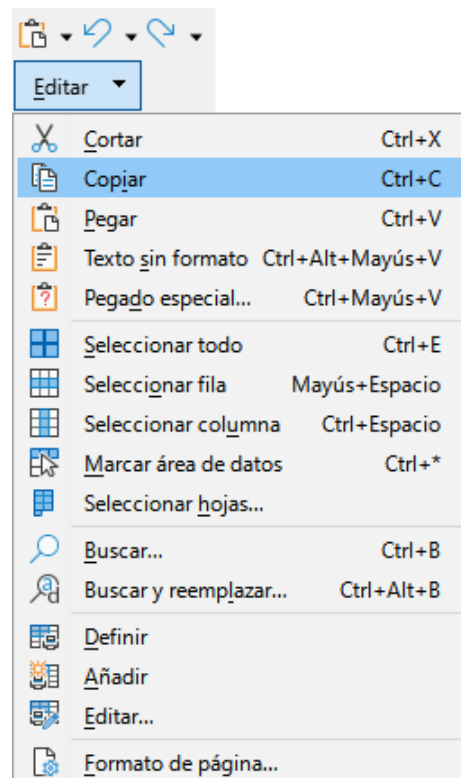 Editar
Cortar Ctrl+X
Copiar Ctrl+C
Pegar Ctrl+V
Texto sin formato Ctrl+Alt+Mayús+V
Pegado especial... Ctrl+Mayús+V
Seleccionar todo Ctrl+E
Seleccionar fila Mayús+Espacio
Seleccionar columna Ctrl+Espacio
Marcar área de datos Ctrl+*
Seleccionar hojas...
Buscar... Ctrl+B
Buscar y reemplazar... Ctrl+Alt+B
Definir
Añadir
Editar...
Formato de página...